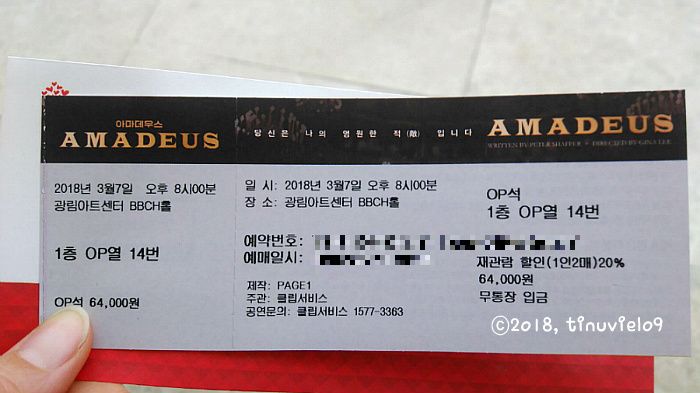 아마데우스
AMADEUS
2018년 3월7일 오후 8시00분
광림아트센터 BBCH홀
1층 OP열 14번
OP석 64,000원
당신은 나의 영원한 적(敵) 입니다
일 시: 2018년 3월7일 오후 8시00분
장 소: 광림아트센터 BBCH홀
예약번호:
예매일시:
제작: PAGE1
주관: 클립서비스
공연문의: 클립서비스 1577-3363
AMADEUS
WRITTEN BY PETER SHAFFER • DIRECTED BY GINA LEE
OP석
1층 OP열 14번
재관람 할인(1인2매)20%
64,000원
무통장 입금
©2018, tinuviel09